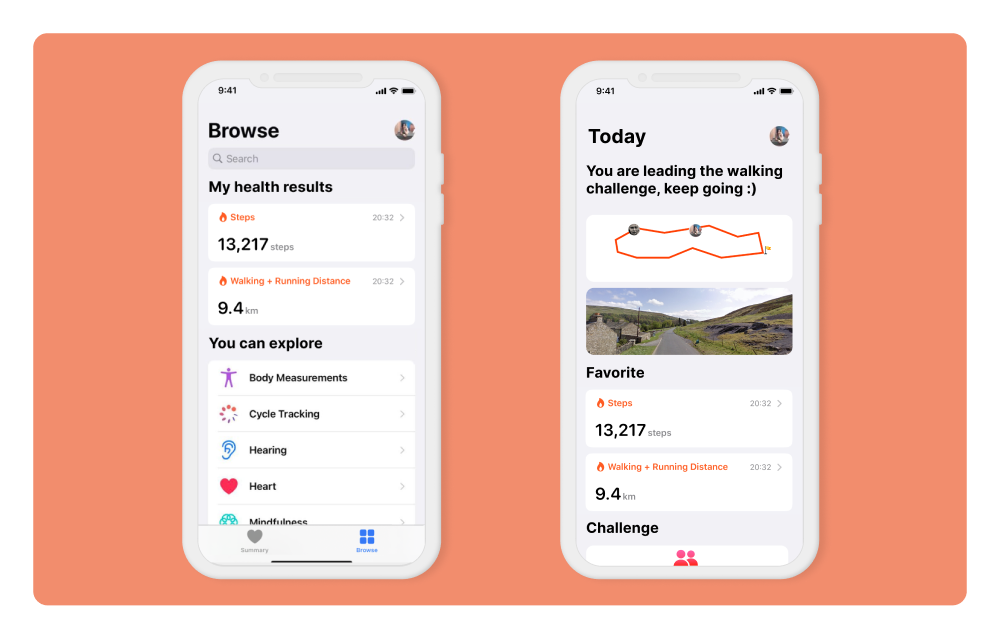 9:41
Browse
Search
My health results
Steps 20:32
13,217 steps
Walking + Running Distance 20:32
9.4 km
You can explore
Body Measurements
Cycle Tracking
Hearing
Heart
Mindfulness
Summary Browse
9:41
Today
You are leading the walking
challenge, keep going :)
Favorite
Steps 20:32
13,217 steps
Walking + Running Distance 20:32
9.4 km
Challenge